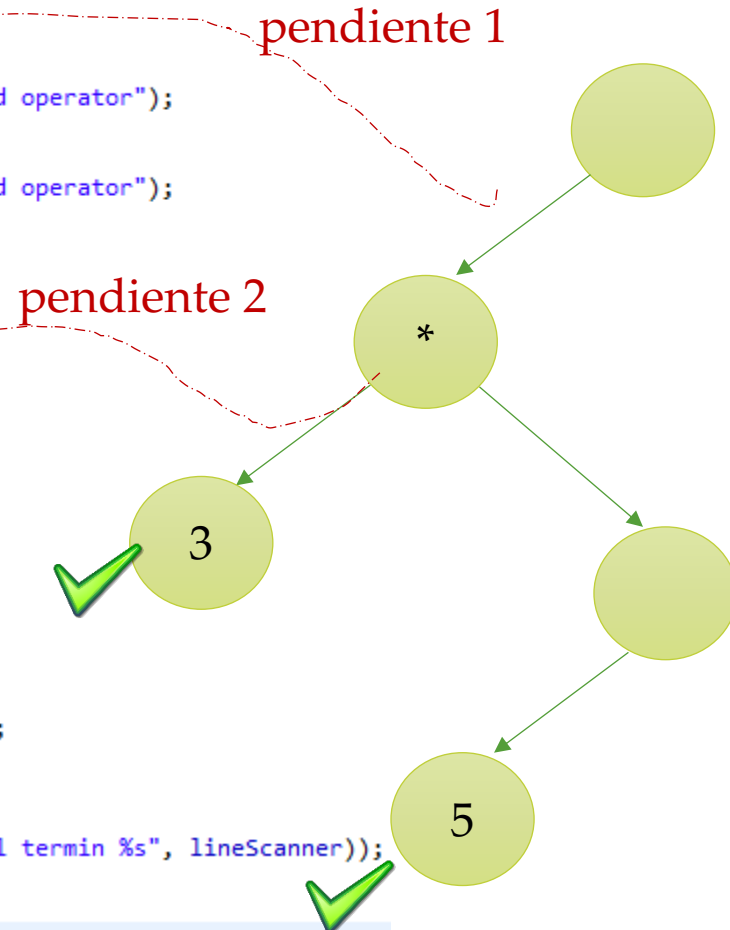 pendiente 1
d operator");
d operator");
pendiente 2
*
3
;
5
l termin %s", lineScanner));